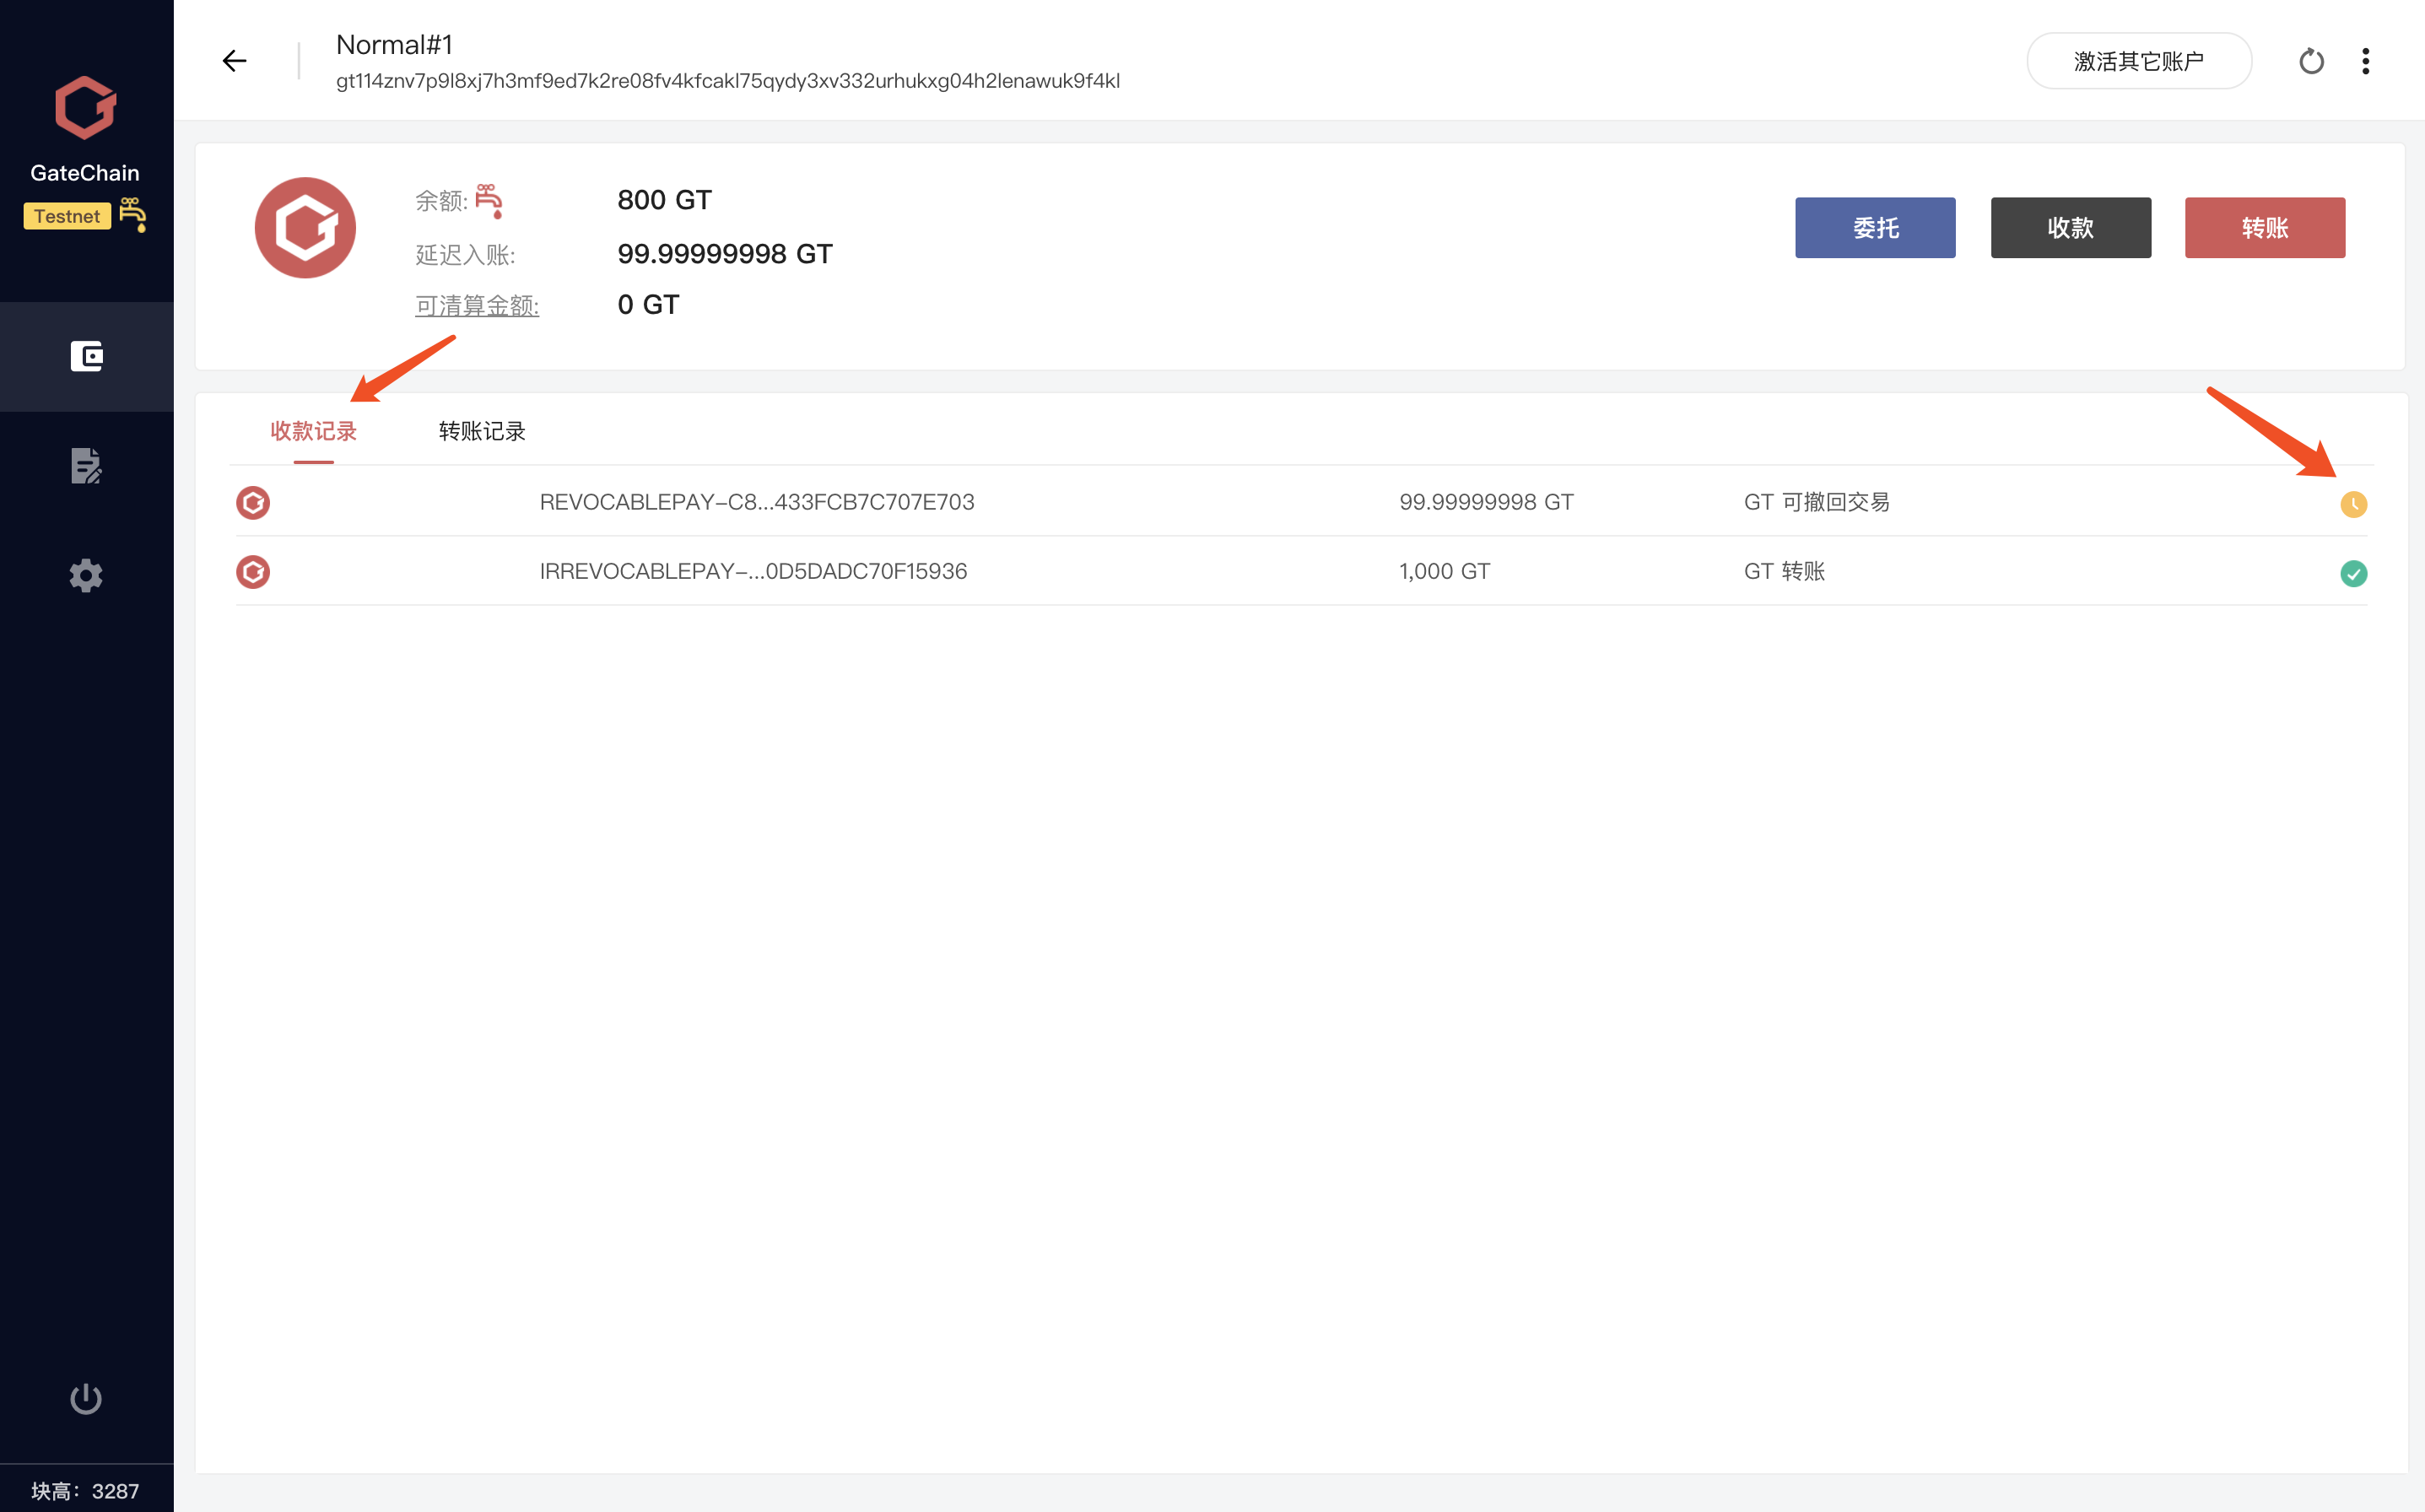 GateChain
Testnet
块高：3287
Normal#1
gt114znv7p9l8xj7h3mf9ed7k2re08fv4kfcakl75qydy3xv332urhukxg04h2lenawuk9f4kl
激活其它账户
余额: 800 GT
延迟入账: 99.99999998 GT
可清算金额: 0 GT
委托 收款 转账
收款记录 转账记录
REVOCABLEPAY-C8...433FCB7C707E703 99.99999998 GT GT 可撤回交易
IRREVOCABLEPAY-...0D5DADC70F15936 1,000 GT GT 转账